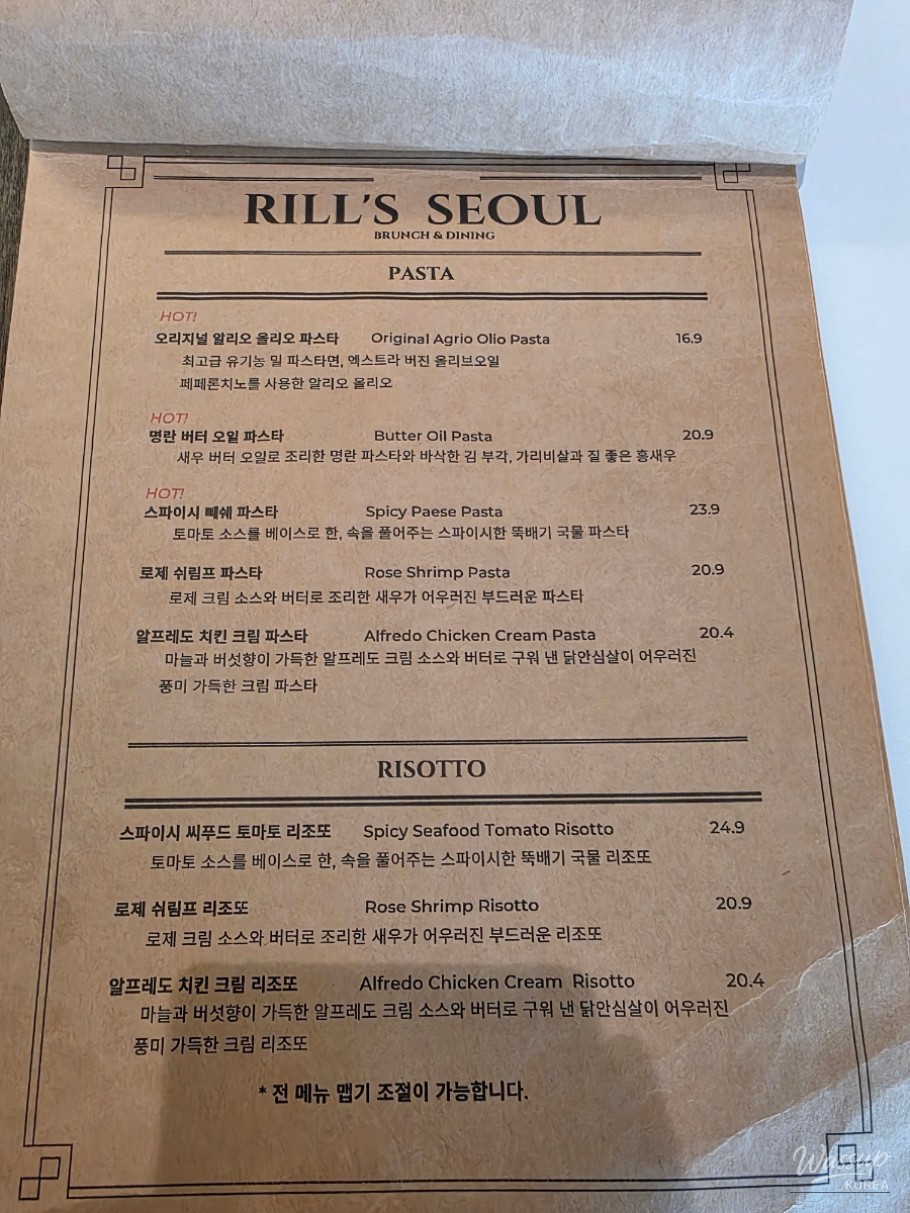 RILL'S SEOUL
BRUNCH & DINING
PASTA
HOT!
오리지널 알리오 올리오 파스타 Original Agrio Olio Pasta 16.9
최고급 유기농 밀 파스타면, 엑스트라 버진 올리브오일
페페론치노를 사용한 알리오 올리오
HOT!
명란 버터 오일 파스타 Butter Oil Pasta 20.9
새우 버터 오일로 조리한 명란 파스타와 바삭한 김 부각, 가리비살과 질 좋은 홍새우
HOT!
스파이시 빼쉐 파스타 Spicy Paese Pasta 23.9
토마토 소스를 베이스로 한, 속을 풀어주는 스파이시한 뚝배기 국물 파스타
로제 쉬림프 파스타 Rose Shrimp Pasta 20.9
로제 크림 소스와 버터로 조리한 새우가 어우러진 부드러운 파스타
알프레도 치킨 크림 파스타 Alfredo Chicken Cream Pasta 20.4
마늘과 버섯향이 가득한 알프레도 크림 소스와 버터로 구워 낸 닭안심살이 어우러진
풍미 가득한 크림 파스타
RISOTTO
스파이시 씨푸드 토마토 리조또 Spicy Seafood Tomato Risotto 24.9
토마토 소스를 베이스로 한, 속을 풀어주는 스파이시한 뚝배기 국물 리조또
로제 쉬림프 리조또 Rose Shrimp Risotto 20.9
로제 크림 소스와 버터로 조리한 새우가 어우러진 부드러운 리조또
알프레도 치킨 크림 리조또 Alfredo Chicken Cream Risotto 20.4
마늘과 버섯향이 가득한 알프레도 크림 소스와 버터로 구워 낸 닭안심살이 어우러진
풍미 가득한 크림 리조또
* 전 메뉴 맵기 조절이 가능합니다.
Wassup
KOREA